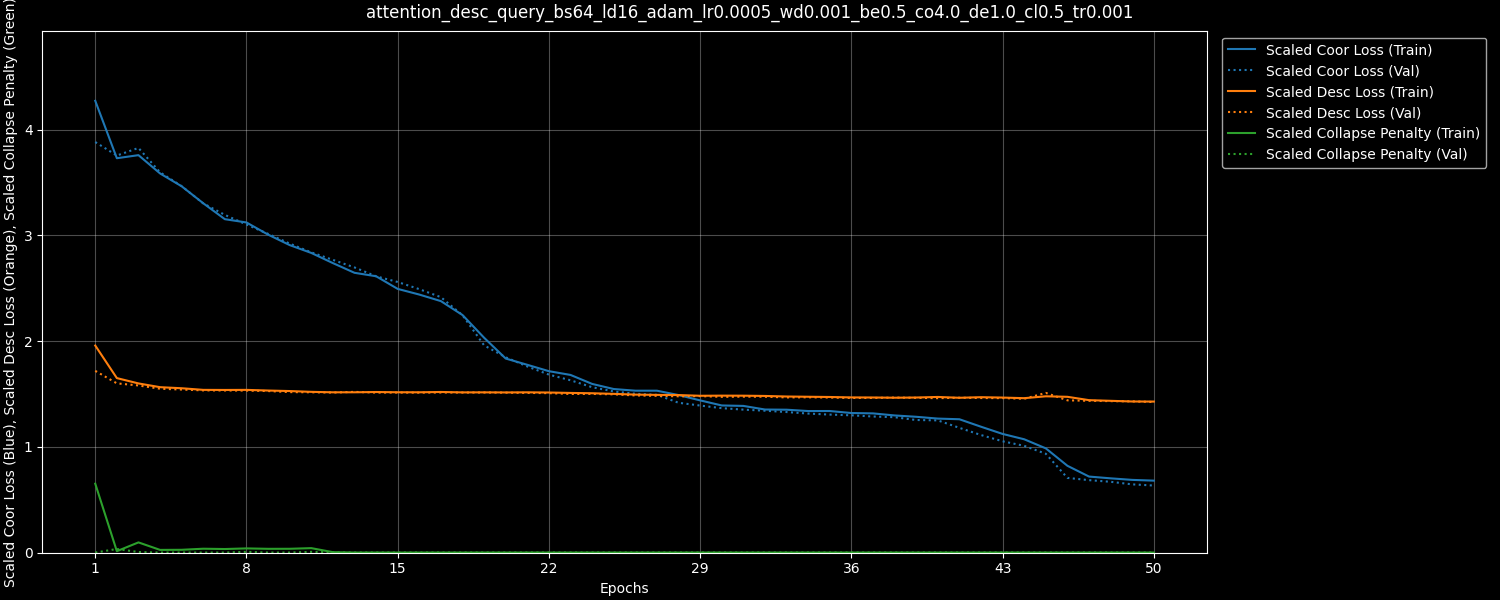 attention_desc_query_bs64_ld16_adam_lr0.0005_wd0.001_be0.5_co4.0_de1.0_cl0.5_tr0.001
Scaled Coor Loss (Blue), Scaled Desc Loss (Orange), Scaled Collapse Penalty (Green)
4
3
2
1
0
1 8 15 22 29 36 43 50
Epochs
Scaled Coor Loss (Train)
Scaled Coor Loss (Val)
Scaled Desc Loss (Train)
Scaled Desc Loss (Val)
Scaled Collapse Penalty (Train)
Scaled Collapse Penalty (Val)